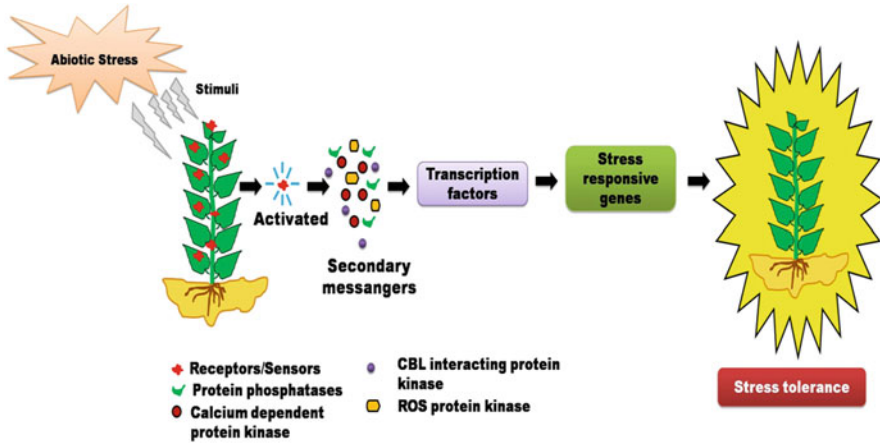 Abiotic Stress
Stimuli
Activated
Secondary
messangers
Transcription
factors
Stress
responsive
genes
Stress tolerance
Receptors/Sensors
Protein phosphatases
Calcium dependent
protein kinase
CBL interacting protein
kinase
ROS protein kinase